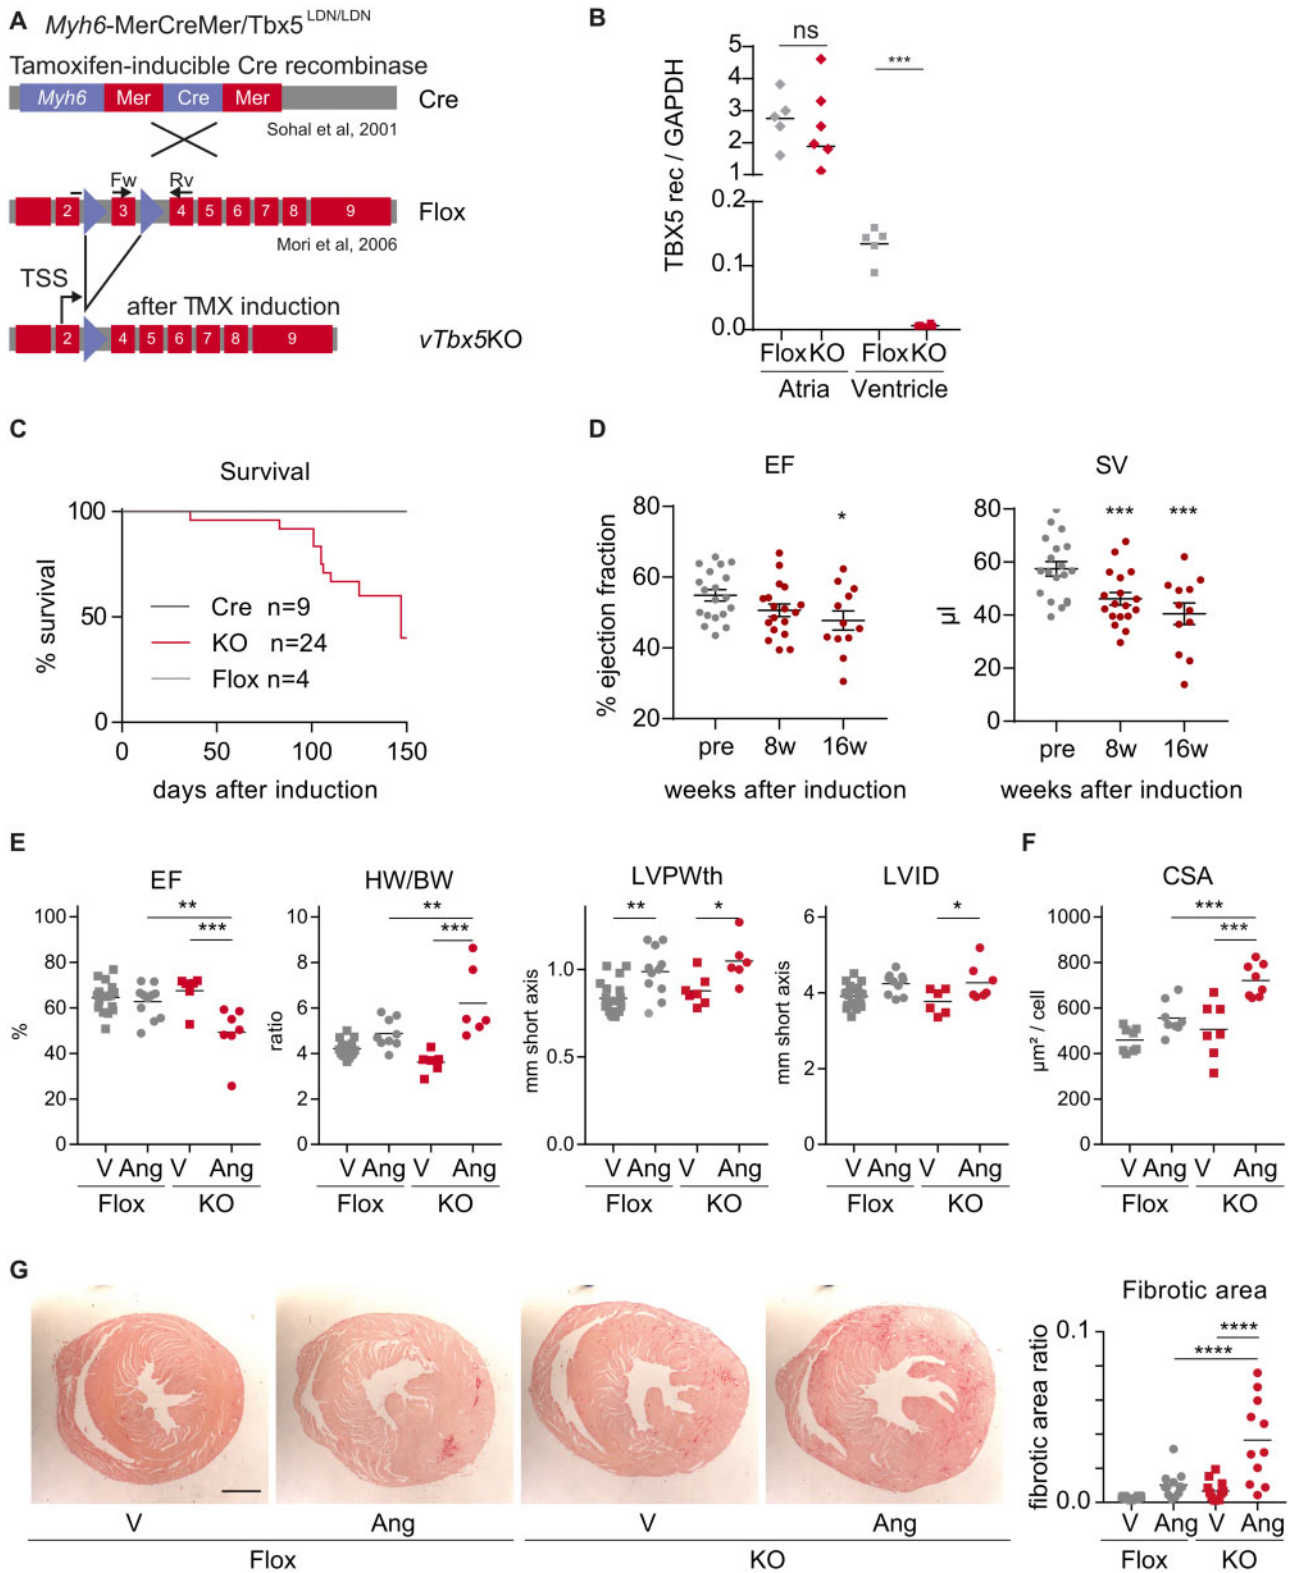 A Myh6-MerCreMer/Tbx5 LDN/LDN
Tamoxifen-inducible Cre recombinase
Myh6 Mer Cre Mer Cre
Sohal et al, 2001
Fw Rv
2 3 4 5 6 7 8 9 Flox
Mori et al, 2006
TSS
after TMX induction
2 4 5 6 7 8 9 vTbx5KO
B
TBX5 rec / GAPDH
ns
***
5
4
3
2
1
0.2
0.1
0.0
Flox KO Flox KO
Atria Ventricle
C
Survival
% survival
100
50
0
Cre n=9
KO n=24
Flox n=4
0 50 100 150
days after induction
D
EF
% ejection fraction
80
60
40
20
*
pre 8w 16w
weeks after induction
SV
µl
80
60
40
20
0
*** ***
pre 8w 16w
weeks after induction
E
EF
%
100
80
60
40
20
0
**
***
V Ang V Ang
Flox KO
HW/BW
ratio
10
8
6
4
2
0
**
***
V Ang V Ang
Flox KO
LVPWth
mm short axis
1.0
0.5
0.0
** *
V Ang V Ang
Flox KO
LVID
mm short axis
6
4
2
0
*
V Ang V Ang
Flox KO
F
CSA
µm² / cell
1000
800
600
400
200
0
***
***
V Ang V Ang
Flox KO
G
V Ang V Ang
Flox KO
Fibrotic area
fibrotic area ratio
0.1
0.0
****
****
V Ang V Ang
Flox KO